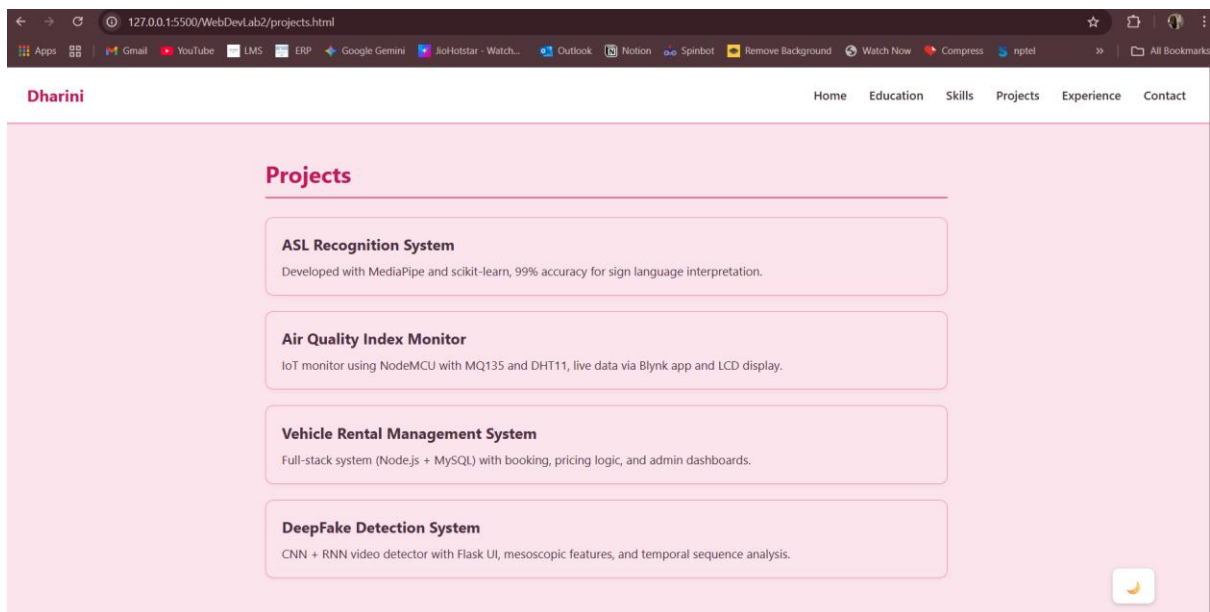 127.0.0.1:5500/WebDevLab2/projects.html
Apps Gmail YouTube LMS ERP Google Gemini JioHotstar - Watch... Outlook Notion Spinbot Remove Background Watch Now Compress nptel » All Bookmarks
Dharini Home Education Skills Projects Experience Contact
Projects
ASL Recognition System
Developed with MediaPipe and scikit-learn, 99% accuracy for sign language interpretation.
Air Quality Index Monitor
IoT monitor using NodeMCU with MQ135 and DHT11, live data via Blynk app and LCD display.
Vehicle Rental Management System
Full-stack system (Node.js + MySQL) with booking, pricing logic, and admin dashboards.
DeepFake Detection System
CNN + RNN video detector with Flask UI, mesoscopic features, and temporal sequence analysis.